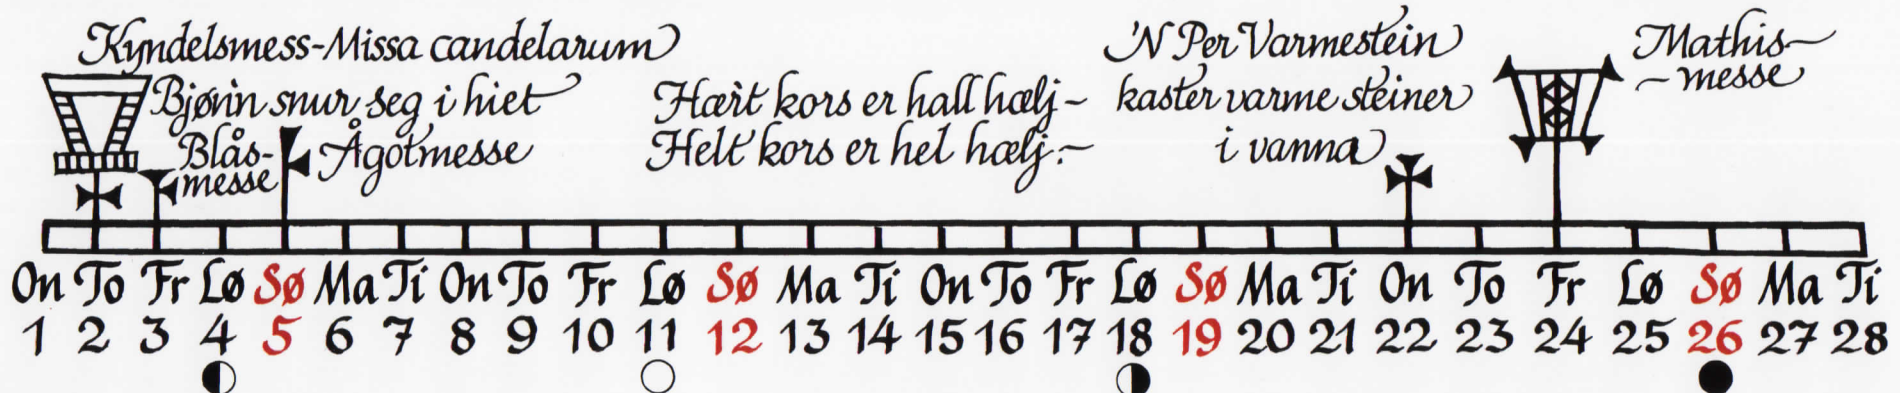 Kyndelsmess-Missa candelarum
Bjønn snur seg i hiet
Blås-
messe
Ågotmesse
Hært kors er hall hælj~
Helt kors er hel hælj:~
'N Per Varmestein
kaster varme steiner
i vanna
Mathis~
~messe
On To Fr Lø Sø Ma Ti On To Fr Lø Sø Ma Ti On To Fr Lø Sø Ma Ti On To Fr Lø Sø Ma Ti
1 2 3 4 5 6 7 8 9 10 11 12 13 14 15 16 17 18 19 20 21 22 23 24 25 26 27 28